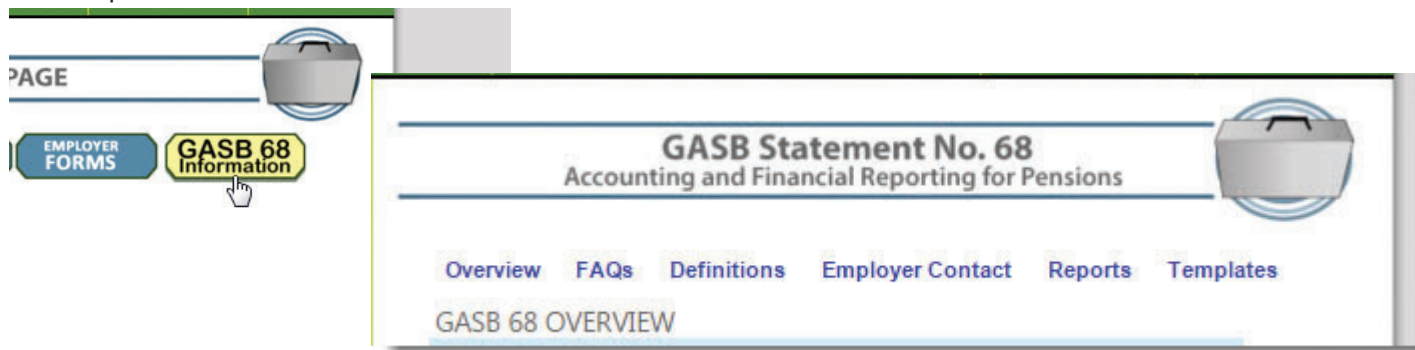 PAGE
EMPLOYER
FORMS
GASB 68
Information
GASB Statement No. 68
Accounting and Financial Reporting for Pensions
Overview FAQs Definitions Employer Contact Reports Templates
GASB 68 OVERVIEW